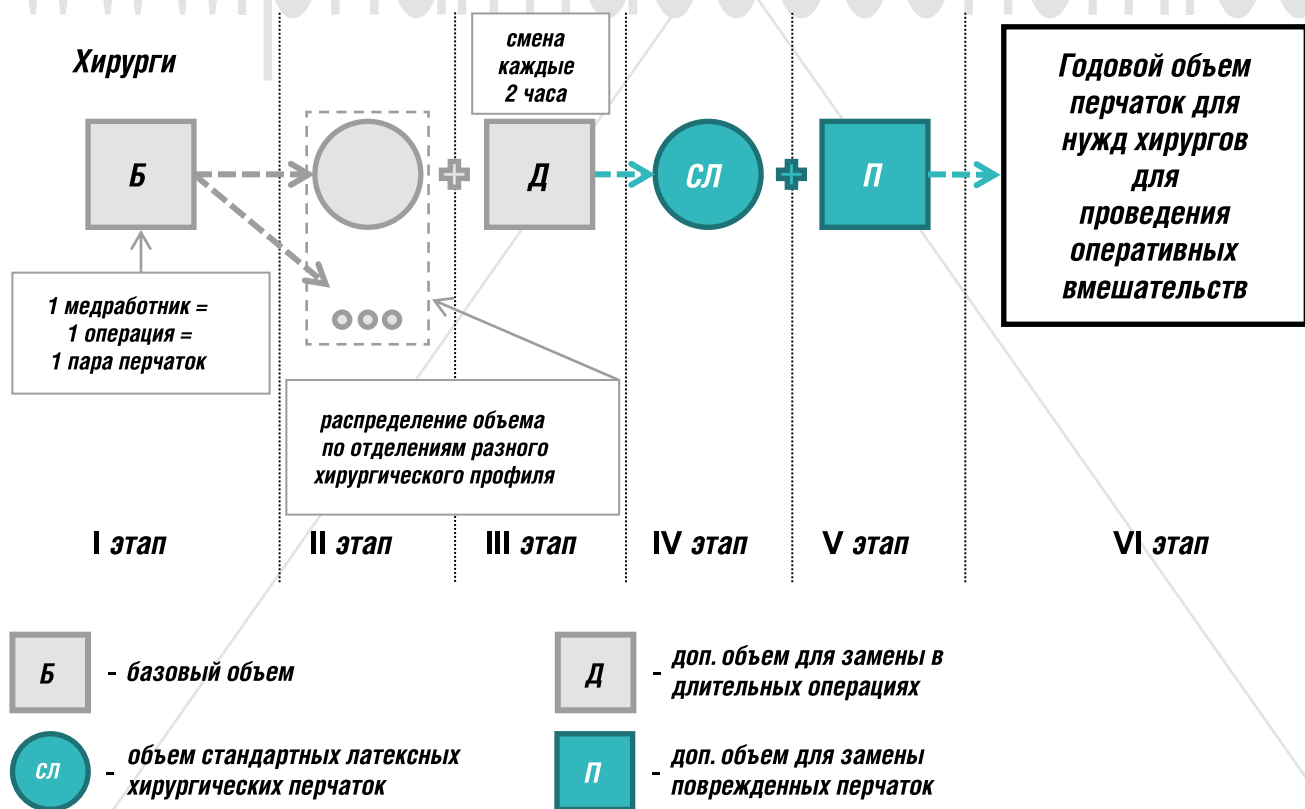 Хирурги
смена
каждые
2 часа
Годовой объем
перчаток для
нужд хирургов
для
проведения
оперативных
вмешательств
Б
Д
СЛ
П
1 медработник =
1 операция =
1 пара перчаток
распределение объема
по отделениям разного
хирургического профиля
I этап
II этап
III этап
IV этап
V этап
VI этап
Б
- базовый объем
Д
- доп. объем для замены в
длительных операциях
СЛ
- объем стандартных латексных
хирургических перчаток
П
- доп. объем для замены
поврежденных перчаток